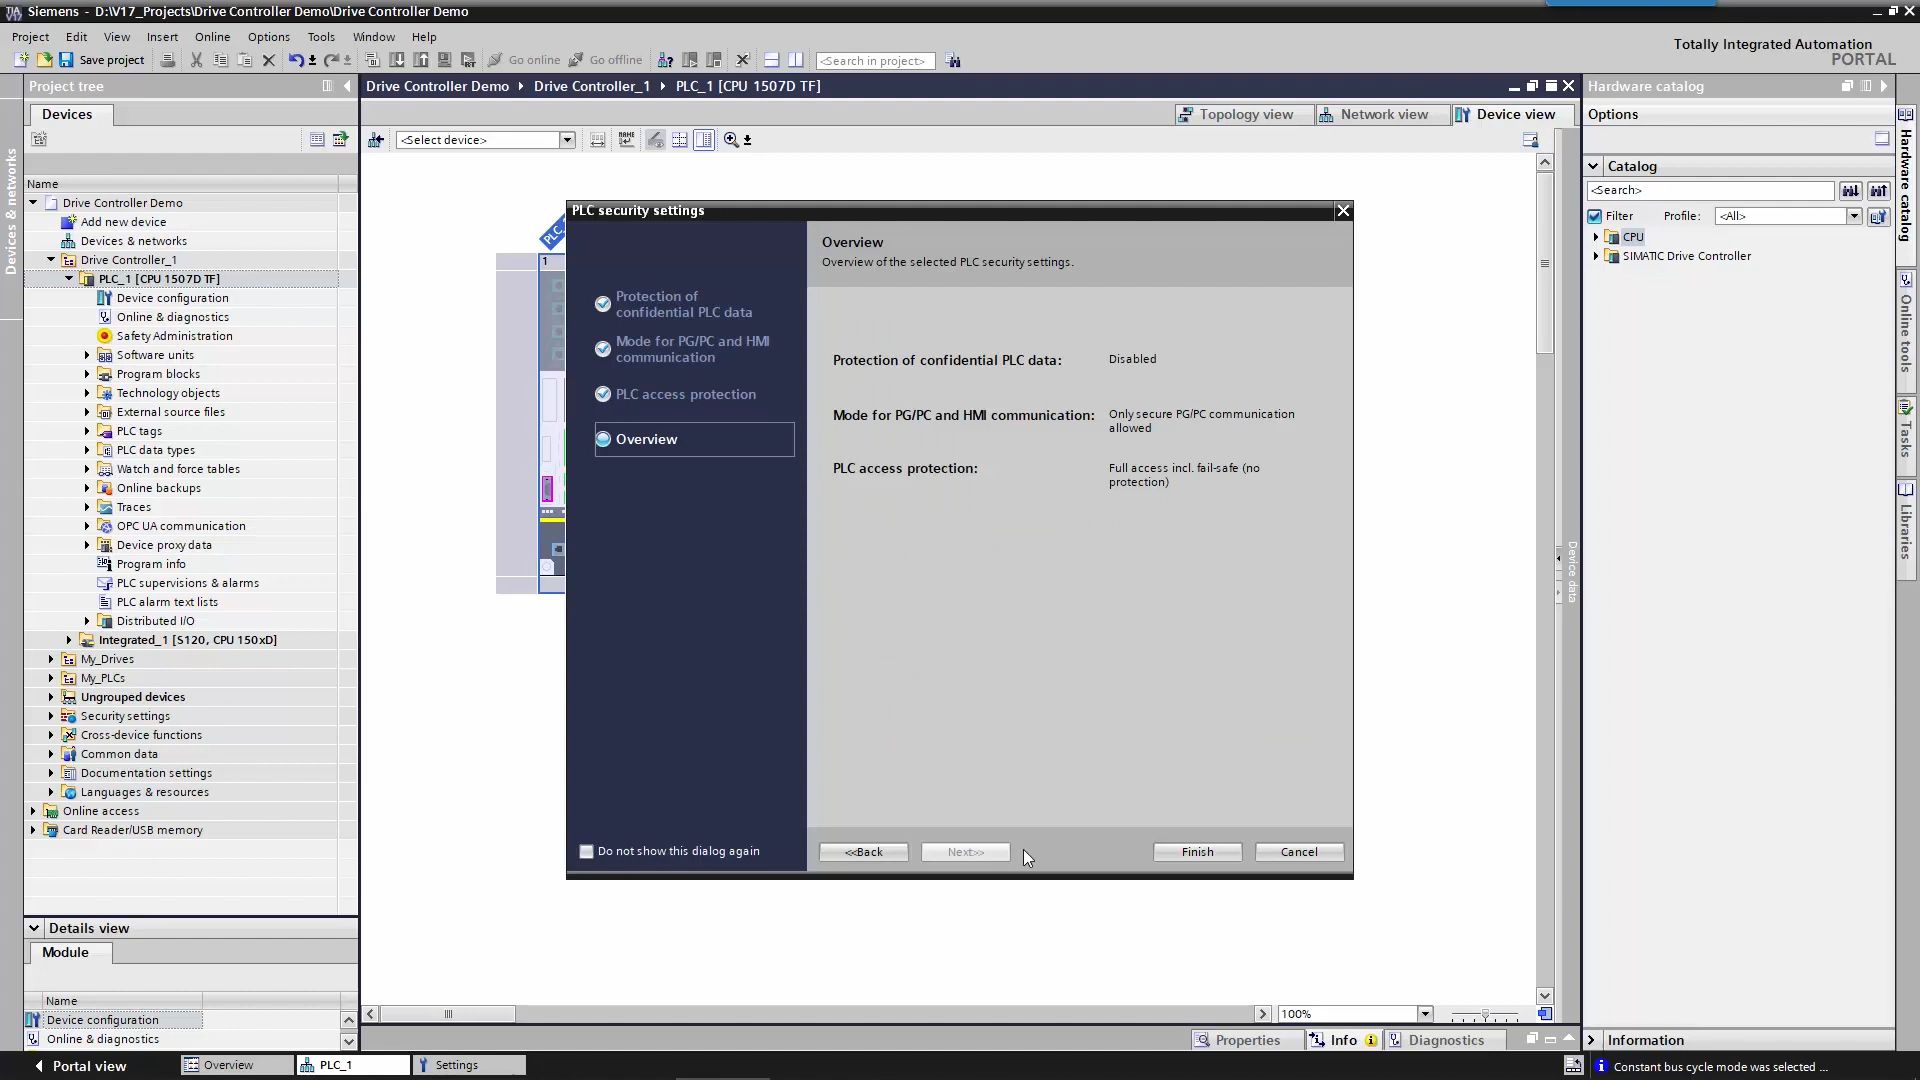 Siemens - D:\V17_Projects\Drive Controller Demo\Drive Controller Demo
Project Edit View Insert Online Options Tools Window Help
Totally Integrated Automation
PORTAL
Save project
Go online
Go offline
<Search in project>
Project tree
Devices
Devices & networks
Name
Drive Controller Demo
Add new device
Devices & networks
Drive Controller_1
PLC_1 [CPU 1507D TF]
Device configuration
Online & diagnostics
Safety Administration
Software units
Program blocks
Technology objects
External source files
PLC tags
PLC data types
Watch and force tables
Online backups
Traces
OPC UA communication
Device proxy data
Program info
PLC supervisions & alarms
PLC alarm text lists
Distributed I/O
Integrated_1 [S120, CPU 150xD]
My_Drives
My_PLCs
Ungrouped devices
Security settings
Cross-device functions
Common data
Documentation settings
Languages & resources
Online access
Card Reader/USB memory
Details view
Module
Name
Device configuration
Online & diagnostics
Drive Controller Demo Drive Controller_1 PLC_1 [CPU 1507D TF]
Topology view
Network view
Device view
<Select device>
NAME
PLC_
1
PLC security settings
Protection of
confidential PLC data
Mode for PG/PC and HMI
communication
PLC access protection
Overview
Do not show this dialog again
Overview
Overview of the selected PLC security settings.
Protection of confidential PLC data: Disabled
Mode for PG/PC and HMI communication: Only secure PG/PC communication
allowed
PLC access protection: Full access incl. fail-safe (no
protection)
<<Back
Next>>
Finish
Cancel
Device data
100%
Properties
Info
Diagnostics
Hardware catalog
Options
Catalog
<Search>
Filter
Profile: <All>
CPU
SIMATIC Drive Controller
Information
Hardware catalog
Online tools
Tasks
Libraries
Portal view
Overview
PLC_1
Settings
Constant bus cycle mode was selected ...